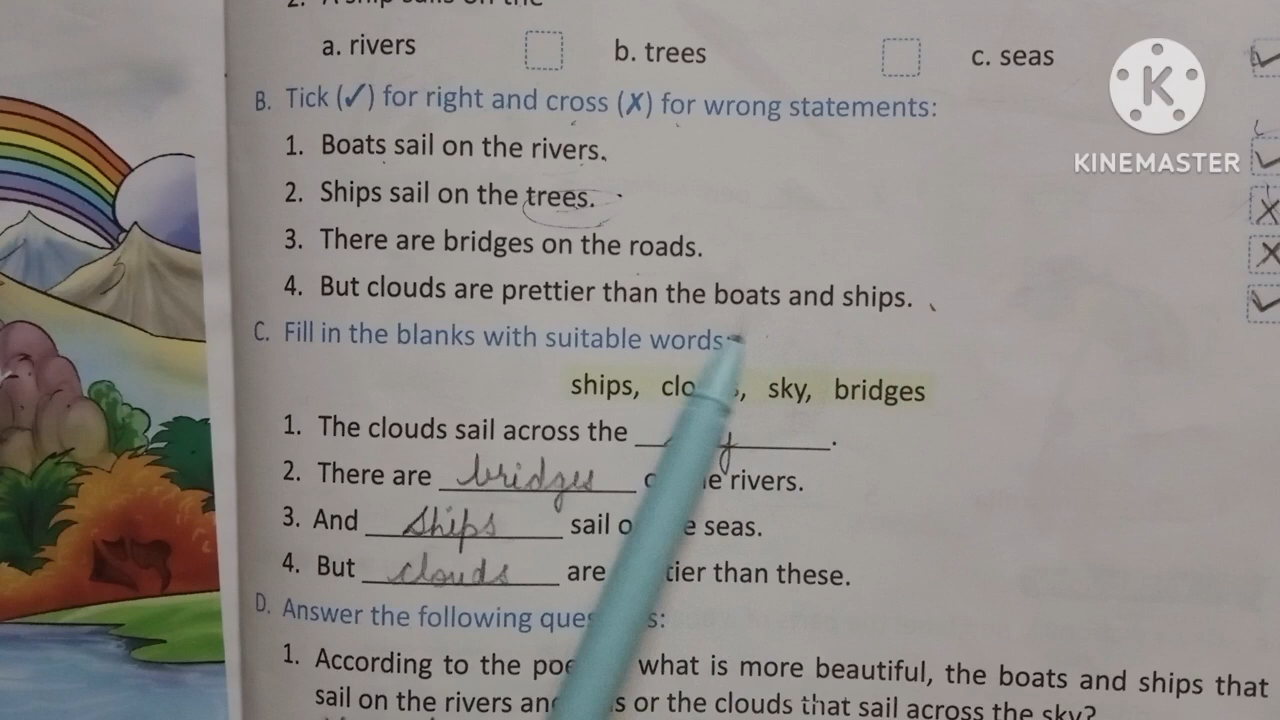 2. A ship sails on the
a. rivers b. trees c. seas
KINEMASTER
B. Tick (✓) for right and cross (✗) for wrong statements:
1. Boats sail on the rivers.
2. Ships sail on the trees.
3. There are bridges on the roads.
4. But clouds are prettier than the boats and ships.
C. Fill in the blanks with suitable words:
ships, sky, bridges
1. The clouds sail across the .
2. There are bridges rivers.
3. And ships sail seas.
4. But clouds are than these.
D. Answer the following
1. According to the what is more beautiful, the boats and ships that
sail on the rivers or the clouds that sail across the sky?